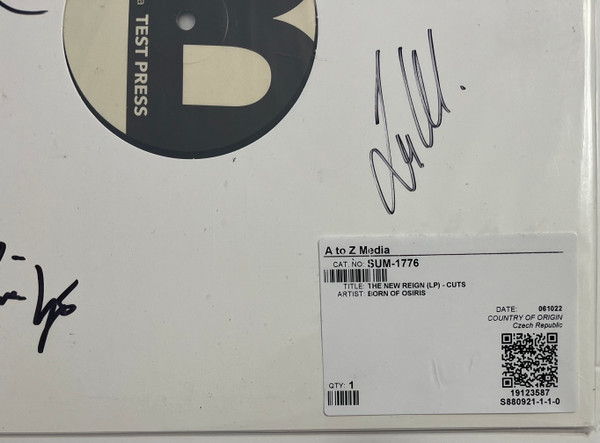 TEST PRESS
B
A to Z Media
CAT. NO: SUM-1776
TITLE: THE NEW REIGN (LP) - CUTS
ARTIST: BORN OF OSIRIS
DATE: 061022
COUNTRY OF ORIGIN
Czech Republic
QTY: 1
19123587
S880921-1-1-0